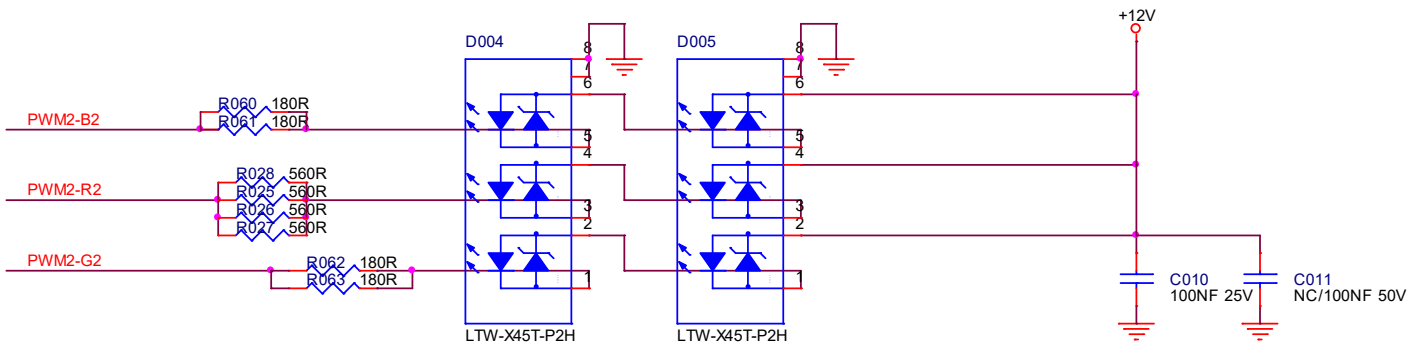 +12V
D004
D005
8
7
6
5
4
3
2
1
8
7
6
5
4
3
2
1
R060 180R
R061 180R
PWM2-B2
R028 560R
R025 560R
R026 560R
R027 560R
PWM2-R2
R062 180R
R063 180R
PWM2-G2
C010
100NF 25V
C011
NC/100NF 50V
LTW-X45T-P2H
LTW-X45T-P2H